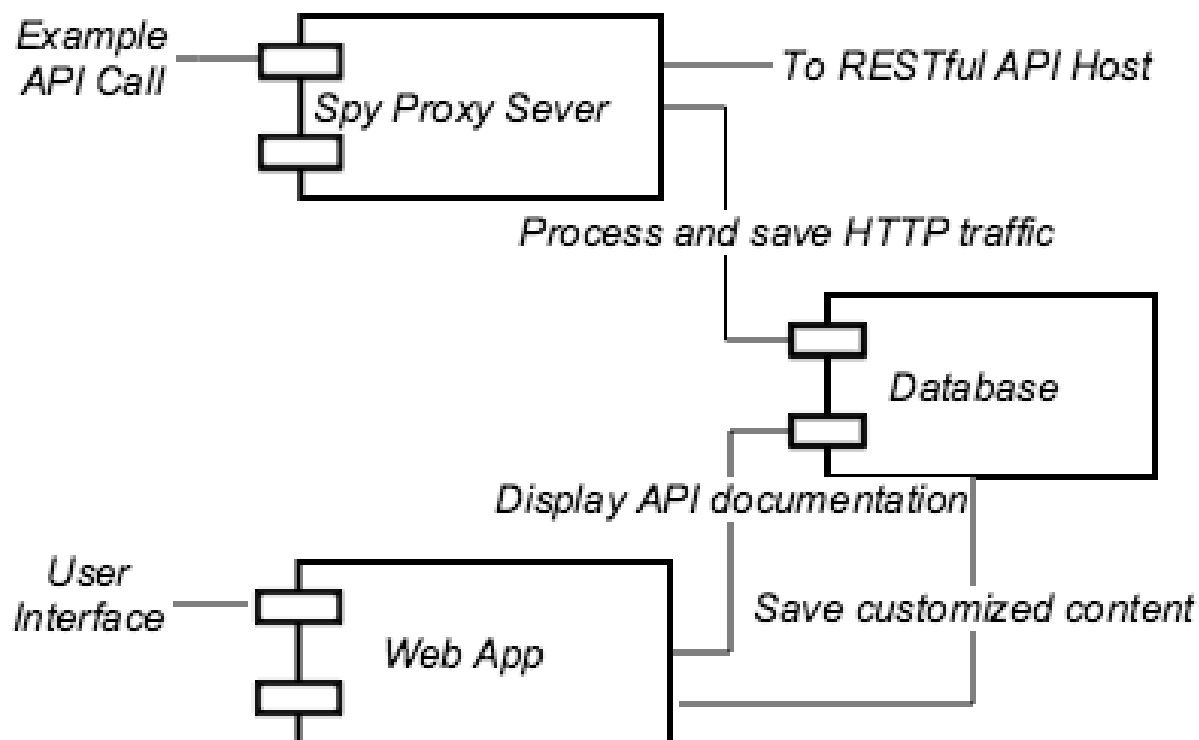 Example
API Call
Spy Proxy Sever
To RESTful API Host
Process and save HTTP traffic
Database
Display API documentation
User
Interface
Save customized content
Web App